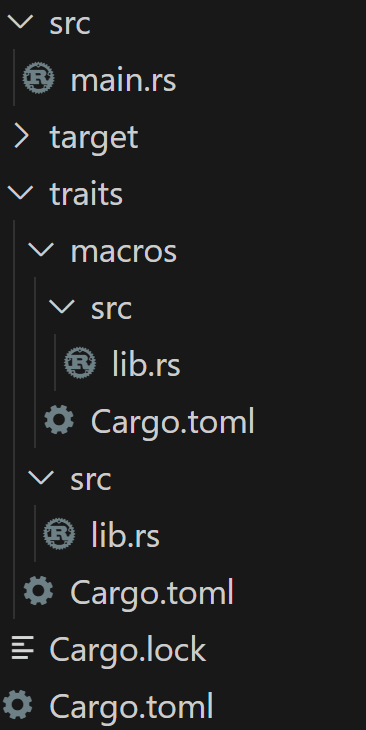 src
main.rs
target
traits
macros
src
lib.rs
Cargo.toml
src
lib.rs
Cargo.toml
Cargo.lock
Cargo.toml